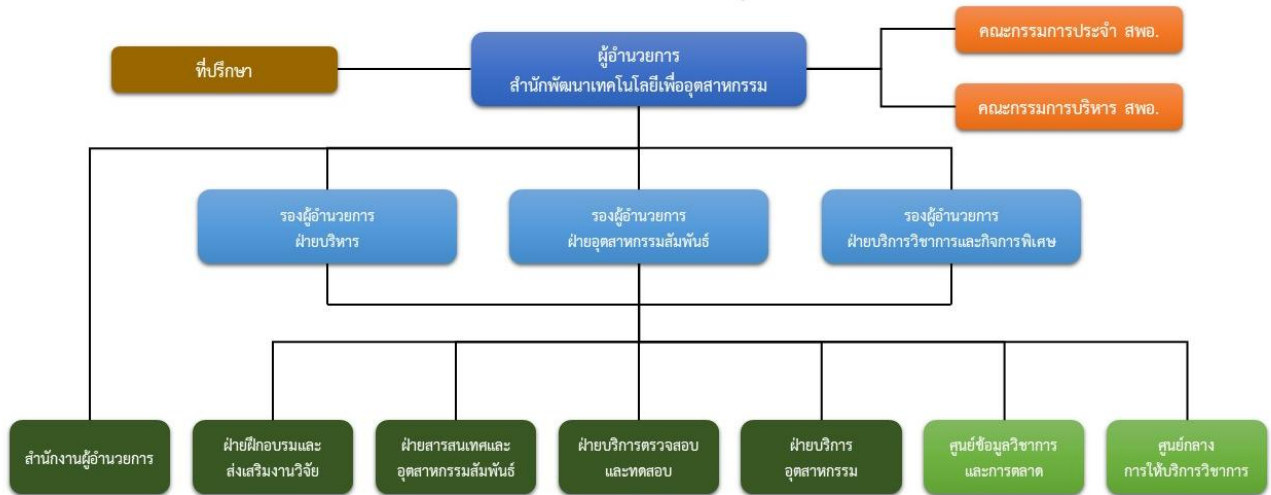 คณะกรรมการประจำ สพอ.
ที่ปรึกษา
ผู้อำนวยการ
สำนักพัฒนาเทคโนโลยีเพื่ออุตสาหกรรม
คณะกรรมการบริหาร สพอ.
รองผู้อำนวยการ
ฝ่ายบริหาร
รองผู้อำนวยการ
ฝ่ายอุตสาหกรรมสัมพันธ์
รองผู้อำนวยการ
ฝ่ายบริการวิชาการและกิจการพิเศษ
สำนักงานผู้อำนวยการ
ฝ่ายฝึกอบรมและ
ส่งเสริมงานวิจัย
ฝ่ายสารสนเทศและ
อุตสาหกรรมสัมพันธ์
ฝ่ายบริการตรวจสอบ
และทดสอบ
ฝ่ายบริการ
อุตสาหกรรม
ศูนย์ข้อมูลวิชาการ
และการตลาด
ศูนย์กลาง
การให้บริการวิชาการ